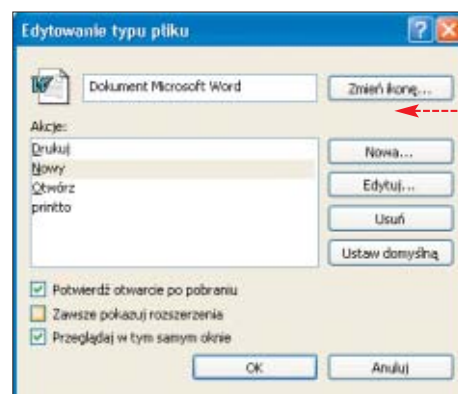 Edytowanie typu pliku
Dokument Microsoft Word
Zmień ikonę...
Akcje:
Drukuj
Nowy
Otwórz
printto
Nowa...
Edytuj...
Usuń
Ustaw domyślną
Potwierdź otwarcie po pobraniu
Zawsze pokazuj rozszerzenia
Przeglądaj w tym samym oknie
OK
Anuluj